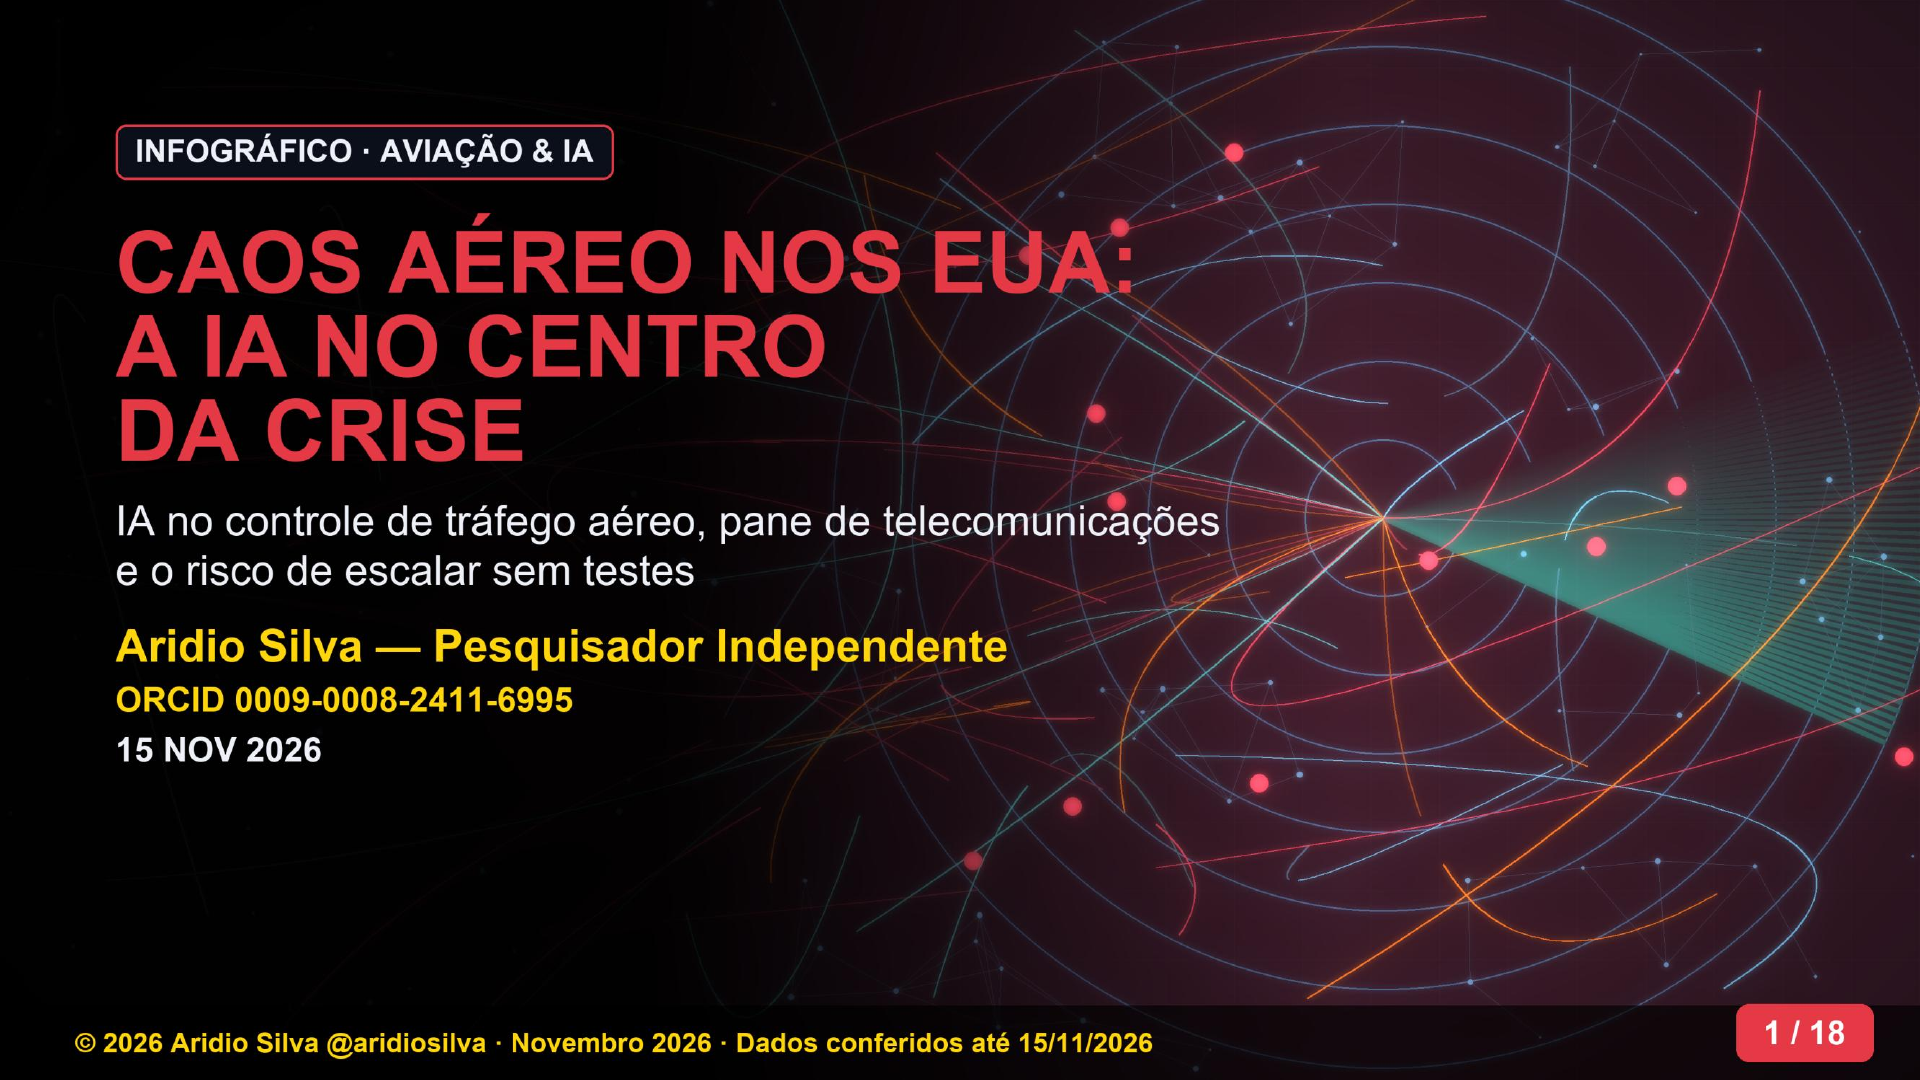 INFOGRÁFICO · AVIAÇÃO & IA
CAOS AÉREO NOS EUA:
A IA NO CENTRO
DA CRISE
IA no controle de tráfego aéreo, pane de telecomunicações
e o risco de escalar sem testes
Aridio Silva — Pesquisador Independente
ORCID 0009-0008-2411-6995
15 NOV 2026
© 2026 Aridio Silva @aridiosilva · Novembro 2026 · Dados conferidos até 15/11/2026
1 / 18